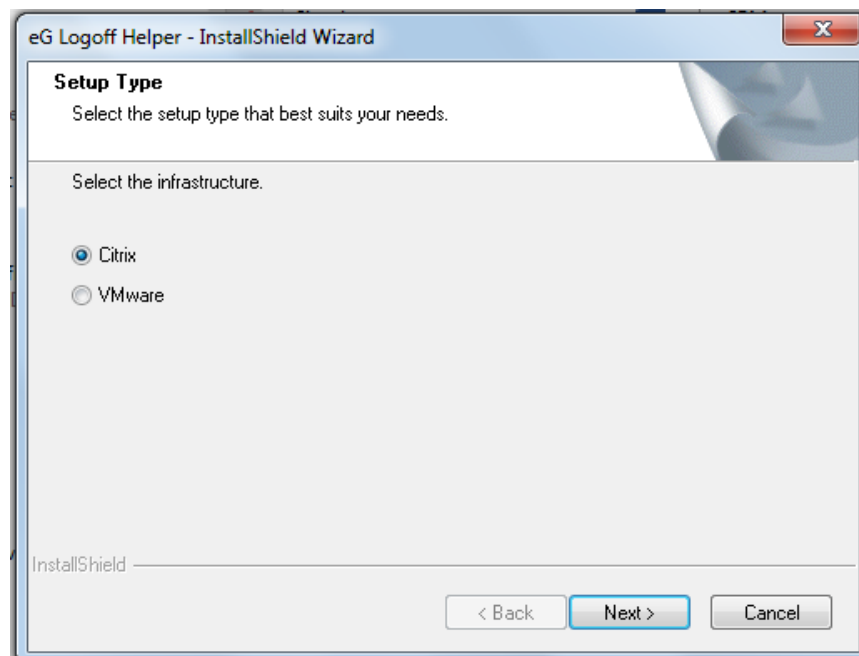 eG Logoff Helper - InstallShield Wizard
Setup Type
Select the setup type that best suits your needs.
Select the infrastructure.
Citrix
VMware
InstallShield
< Back
Next >
Cancel